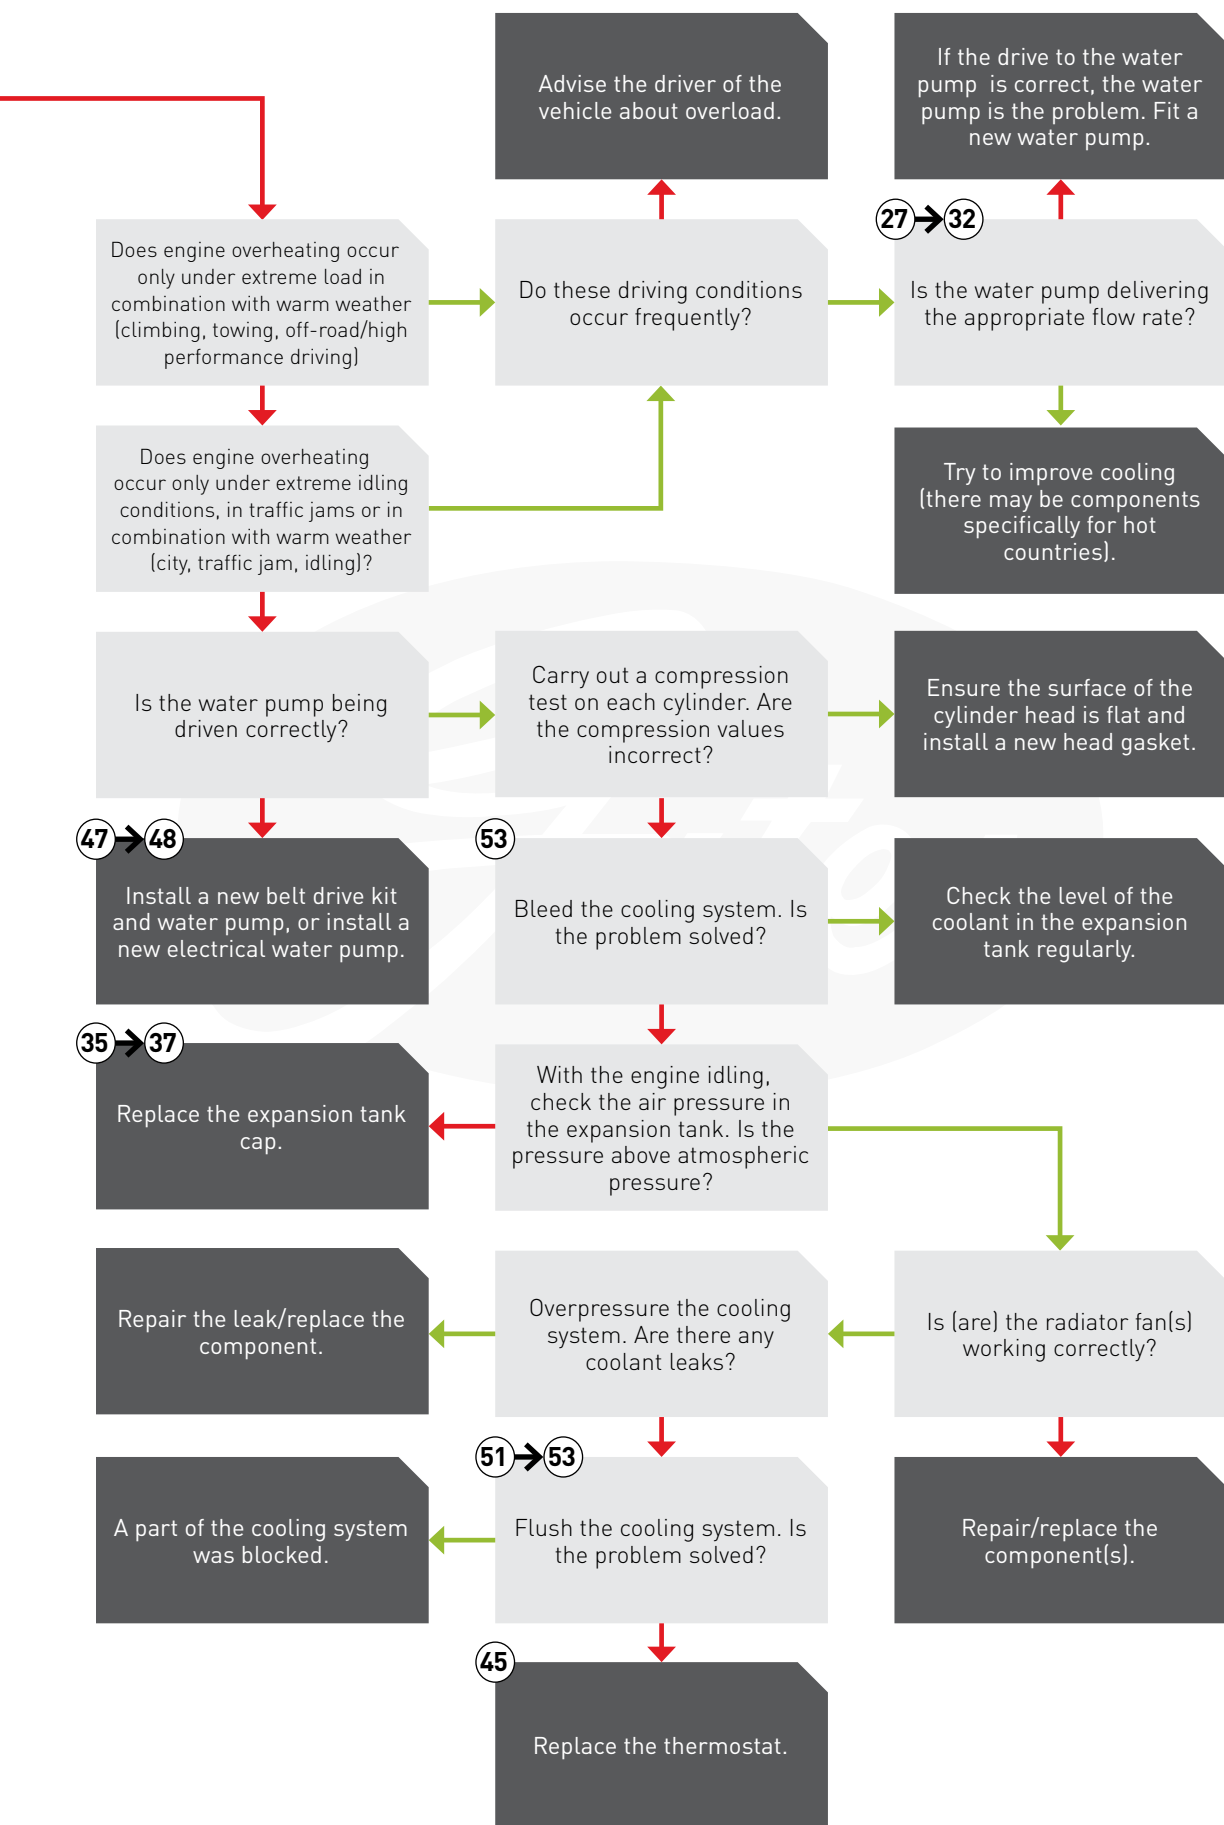 Advise the driver of the
vehicle about overload.
If the drive to the water
pump is correct, the water
pump is the problem. Fit a
new water pump.
27 → 32
Does engine overheating occur
only under extreme load in
combination with warm weather
(climbing, towing, off-road/high
performance driving)
Do these driving conditions
occur frequently?
Is the water pump delivering
the appropriate flow rate?
Does engine overheating
occur only under extreme idling
conditions, in traffic jams or in
combination with warm weather
(city, traffic jam, idling)?
Try to improve cooling
(there may be components
specifically for hot
countries).
Is the water pump being
driven correctly?
Carry out a compression
test on each cylinder. Are
the compression values
incorrect?
Ensure the surface of the
cylinder head is flat and
install a new head gasket.
47 → 48
Install a new belt drive kit
and water pump, or install a
new electrical water pump.
53
Bleed the cooling system. Is
the problem solved?
Check the level of the
coolant in the expansion
tank regularly.
35 → 37
Replace the expansion tank
cap.
With the engine idling,
check the air pressure in
the expansion tank. Is the
pressure above atmospheric
pressure?
Repair the leak/replace the
component.
Overpressure the cooling
system. Are there any
coolant leaks?
Is (are) the radiator fan(s)
working correctly?
51 → 53
A part of the cooling system
was blocked.
Flush the cooling system. Is
the problem solved?
Repair/replace the
component(s).
45
Replace the thermostat.